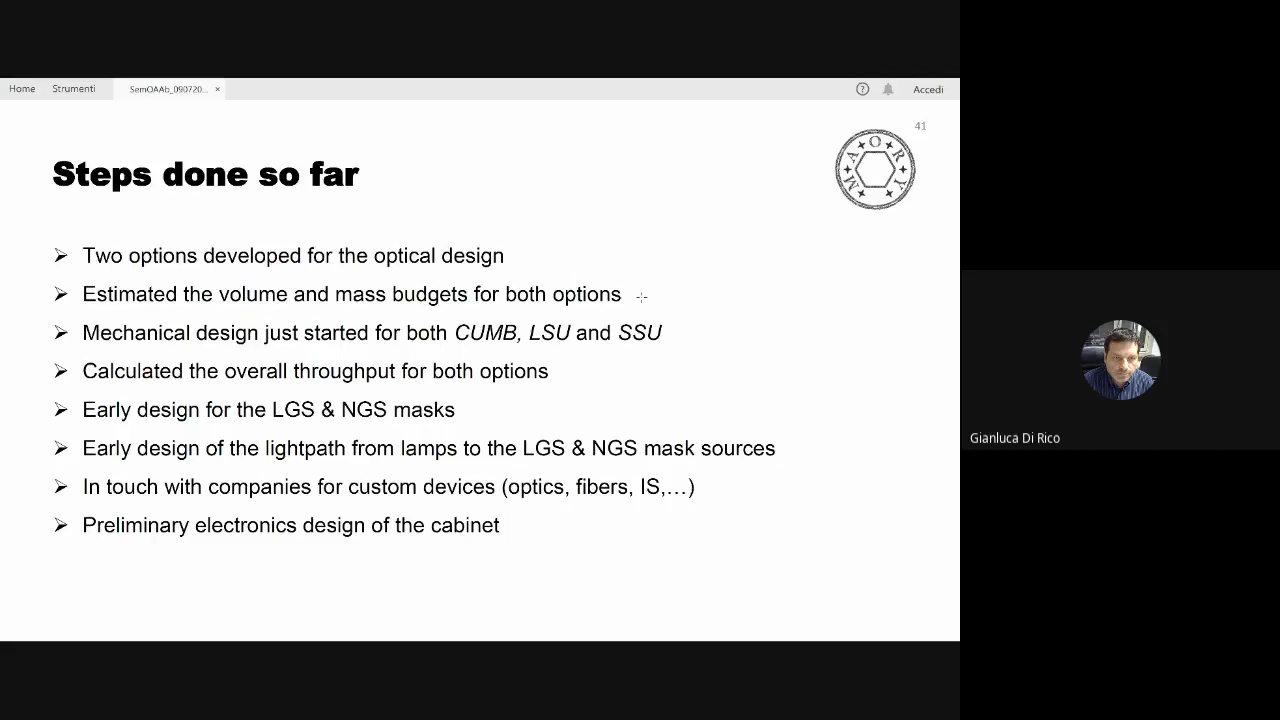 Home Strumenti SemOAAb_090720... × ? Accedi
41
MAORY
Steps done so far
Two options developed for the optical design
Estimated the volume and mass budgets for both options
Mechanical design just started for both CUMB, LSU and SSU
Calculated the overall throughput for both options
Early design for the LGS & NGS masks
Early design of the lightpath from lamps to the LGS & NGS mask sources
In touch with companies for custom devices (optics, fibers, IS,...)
Preliminary electronics design of the cabinet
Gianluca Di Rico